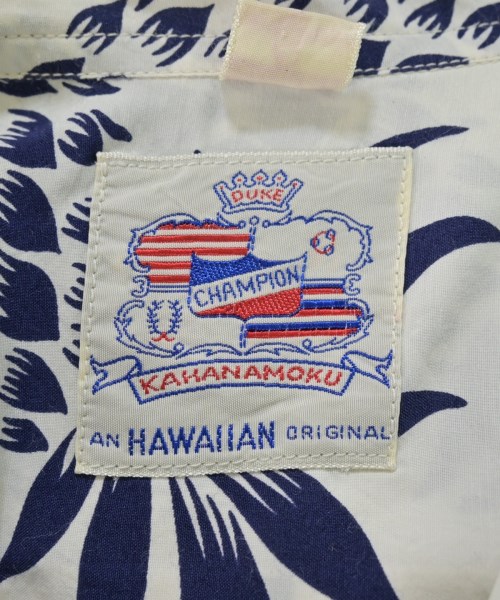 DUKE
CHAMPION
KAHANAMOKU
AN HAWAIIAN ORIGINAL